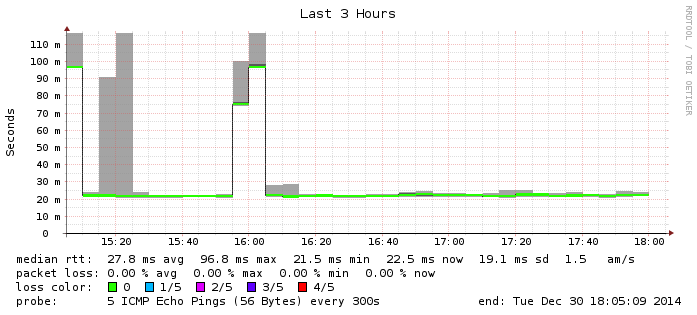 Last 3 Hours
RRDTOOL / TOBI OETIKER
Seconds
110 m
100 m
90 m
80 m
70 m
60 m
50 m
40 m
30 m
20 m
10 m
0
15:20 15:40 16:00 16:20 16:40 17:00 17:20 17:40 18:00
median rtt: 27.8 ms avg 96.8 ms max 21.5 ms min 22.5 ms now 19.1 ms sd 1.5 am/s
packet loss: 0.00 % avg 0.00 % max 0.00 % min 0.00 % now
loss color: 0 1/5 2/5 3/5 4/5
probe: 5 ICMP Echo Pings (56 Bytes) every 300s end: Tue Dec 30 18:05:09 2014